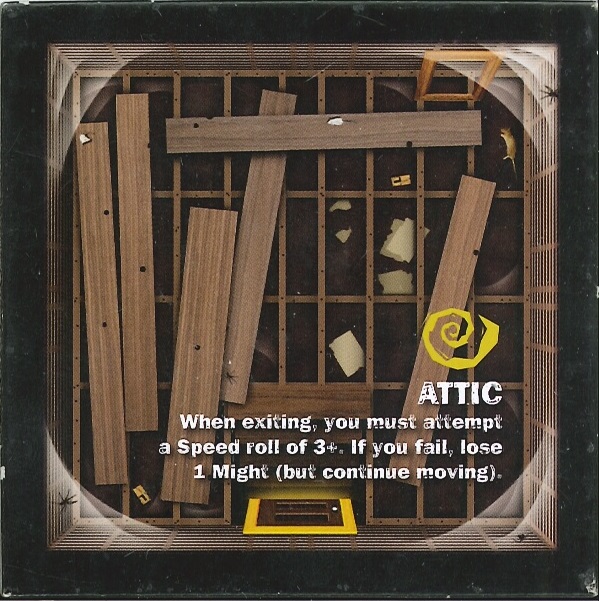 ATTIC
When exiting, you must attempt
a Speed roll of 3+. If you fail, lose
1 Might (but continue moving).